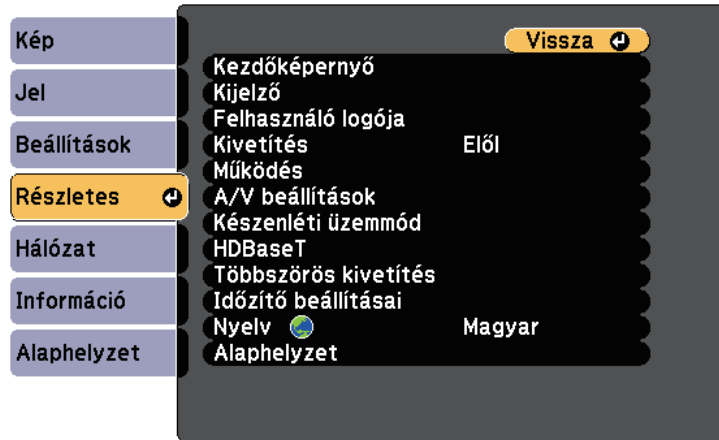 Kép
Jel
Beállítások
Részletes
Hálózat
Információ
Alaphelyzet
Vissza
Kezdőképernyő
Kijelző
Felhasználó logója
Kivetítés Elől
Működés
A/V beállítások
Készenléti üzemmód
HDBaseT
Többszörös kivetítés
Időzítő beállításai
Nyelv Magyar
Alaphelyzet